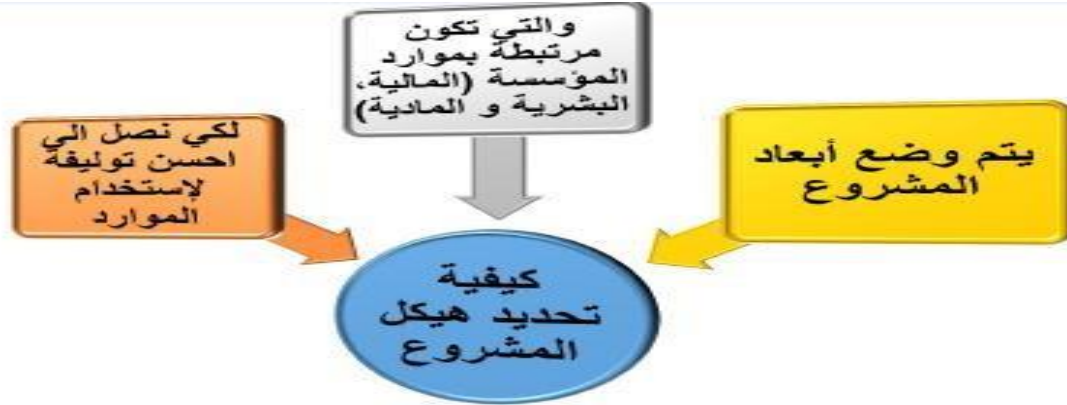 يتم وضع أبعاد
المشروع
والتي تكون
مرتبطة بموارد
المؤسسة (المالية،
البشرية و المادية)
لكي نصل الي
احسن توليفة
لإستخدام
الموارد
كيفية
تحديد هيكل
المشروع